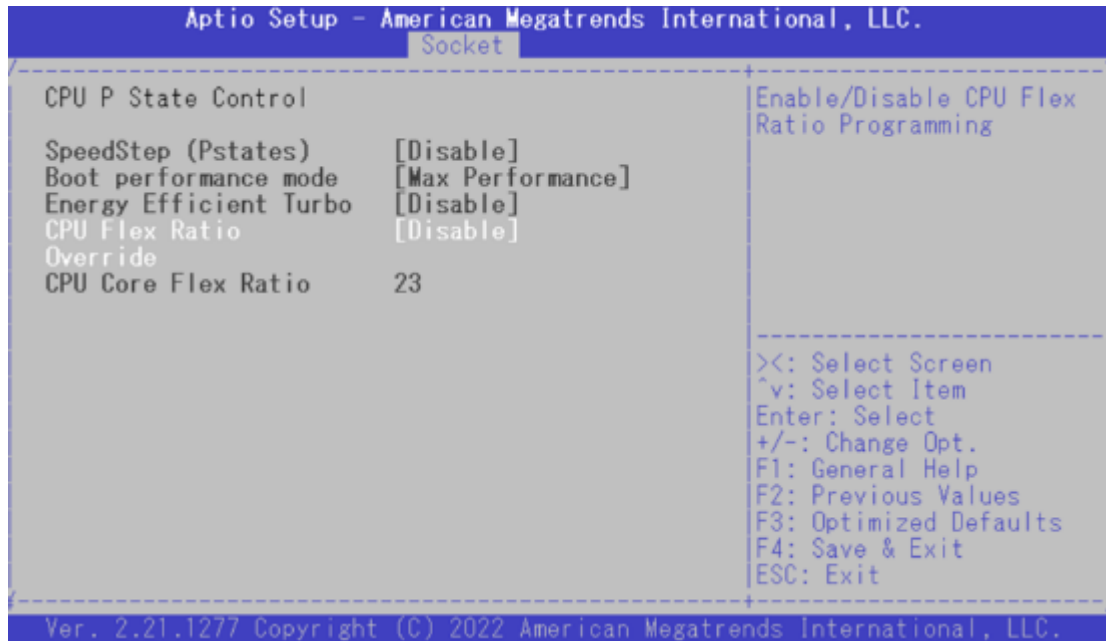 Aptio Setup - American Megatrends International, LLC.
Socket
CPU P State Control
SpeedStep (Pstates) [Disable]
Boot performance mode [Max Performance]
Energy Efficient Turbo [Disable]
CPU Flex Ratio [Disable]
Override
CPU Core Flex Ratio 23
Enable/Disable CPU Flex
Ratio Programming
><: Select Screen
^v: Select Item
Enter: Select
+/-: Change Opt.
F1: General Help
F2: Previous Values
F3: Optimized Defaults
F4: Save & Exit
ESC: Exit
Ver. 2.21.1277 Copyright (C) 2022 American Megatrends International, LLC.